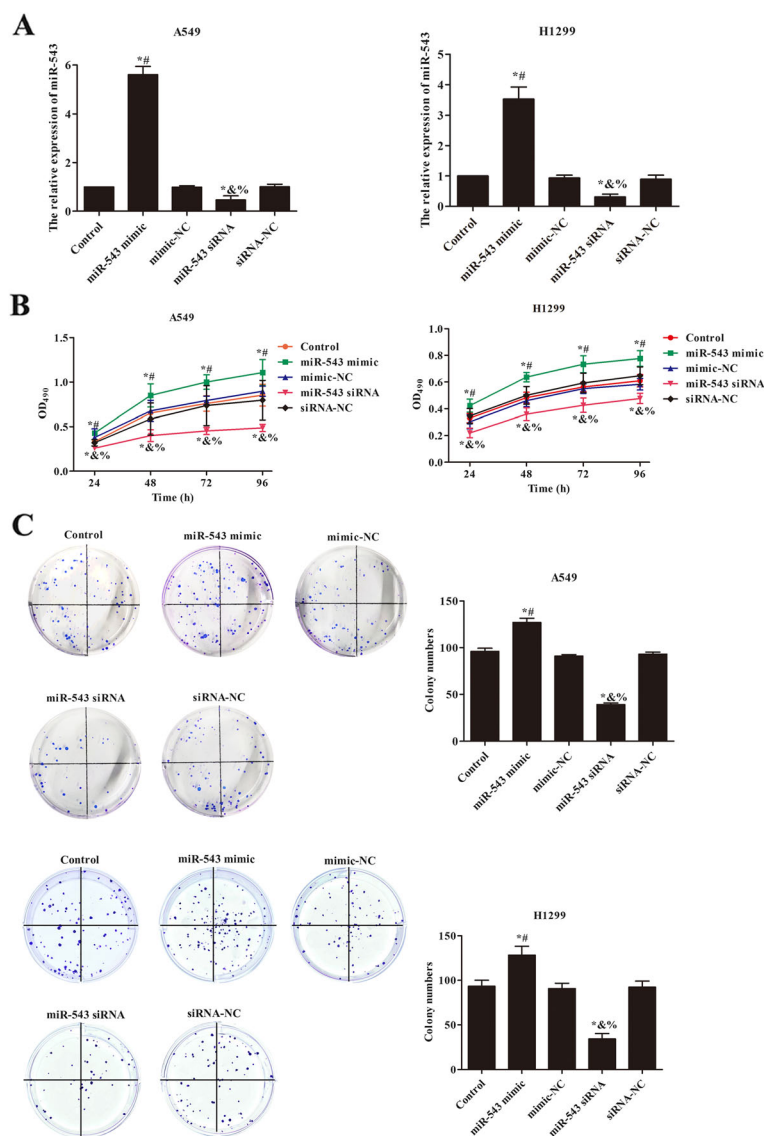 A
A549
The relative expression of miR-543
6
4
2
0
*#
*&%
Control
miR-543 mimic
mimic-NC
miR-543 siRNA
siRNA-NC
H1299
The relative expression of miR-543
5
4
3
2
1
0
*#
*&%
Control
miR-543 mimic
mimic-NC
miR-543 siRNA
siRNA-NC
B
A549
OD490
1.5
1.0
0.5
0.0
*# *# *# *#
*&% *&% *&% *&%
24 48 72 96
Time (h)
Control
miR-543 mimic
mimic-NC
miR-543 siRNA
siRNA-NC
H1299
OD490
1.0
0.8
0.6
0.4
0.2
0.0
*# *# *# *#
*&% *&% *&% *&%
24 48 72 96
Time (h)
Control
miR-543 mimic
mimic-NC
miR-543 siRNA
siRNA-NC
C
Control miR-543 mimic mimic-NC
miR-543 siRNA siRNA-NC
A549
Colony numbers
150
100
50
0
*#
*&%
Control
miR-543 mimic
mimic-NC
miR-543 siRNA
siRNA-NC
Control miR-543 mimic mimic-NC
miR-543 siRNA siRNA-NC
H1299
Colony numbers
150
100
50
0
*#
*&%
Control
miR-543 mimic
mimic-NC
miR-543 siRNA
siRNA-NC